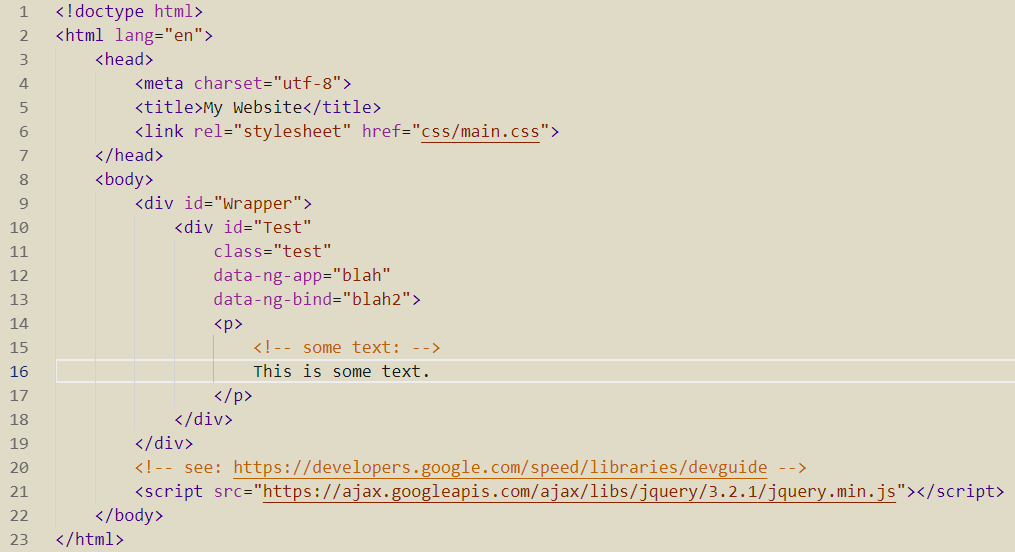 1 <!doctype html>
2 <html lang="en">
3     <head>
4         <meta charset="utf-8">
5         <title>My Website</title>
6         <link rel="stylesheet" href="css/main.css">
7     </head>
8     <body>
9         <div id="Wrapper">
10             <div id="Test"
11                 class="test"
12                 data-ng-app="blah"
13                 data-ng-bind="blah2">
14                 <p>
15                     <!-- some text: -->
16                     This is some text.
17                 </p>
18             </div>
19         </div>
20         <!-- see: https://developers.google.com/speed/libraries/devguide -->
21         <script src="https://ajax.googleapis.com/ajax/libs/jquery/3.2.1/jquery.min.js"></script>
22     </body>
23 </html>